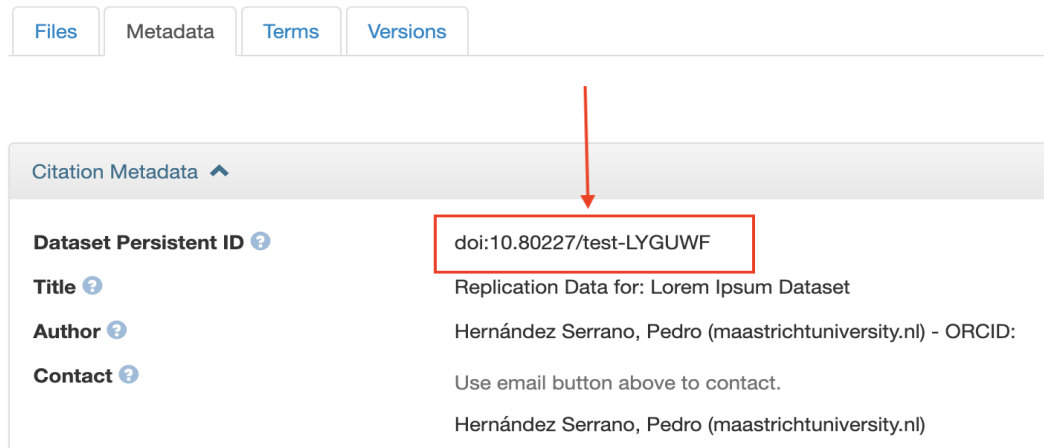 Files Metadata Terms Versions
Citation Metadata
Dataset Persistent ID ? doi:10.80227/test-LYGUWF
Title ? Replication Data for: Lorem Ipsum Dataset
Author ? Hernández Serrano, Pedro (maastrichtuniversity.nl) - ORCID:
Contact ? Use email button above to contact.
Hernández Serrano, Pedro (maastrichtuniversity.nl)